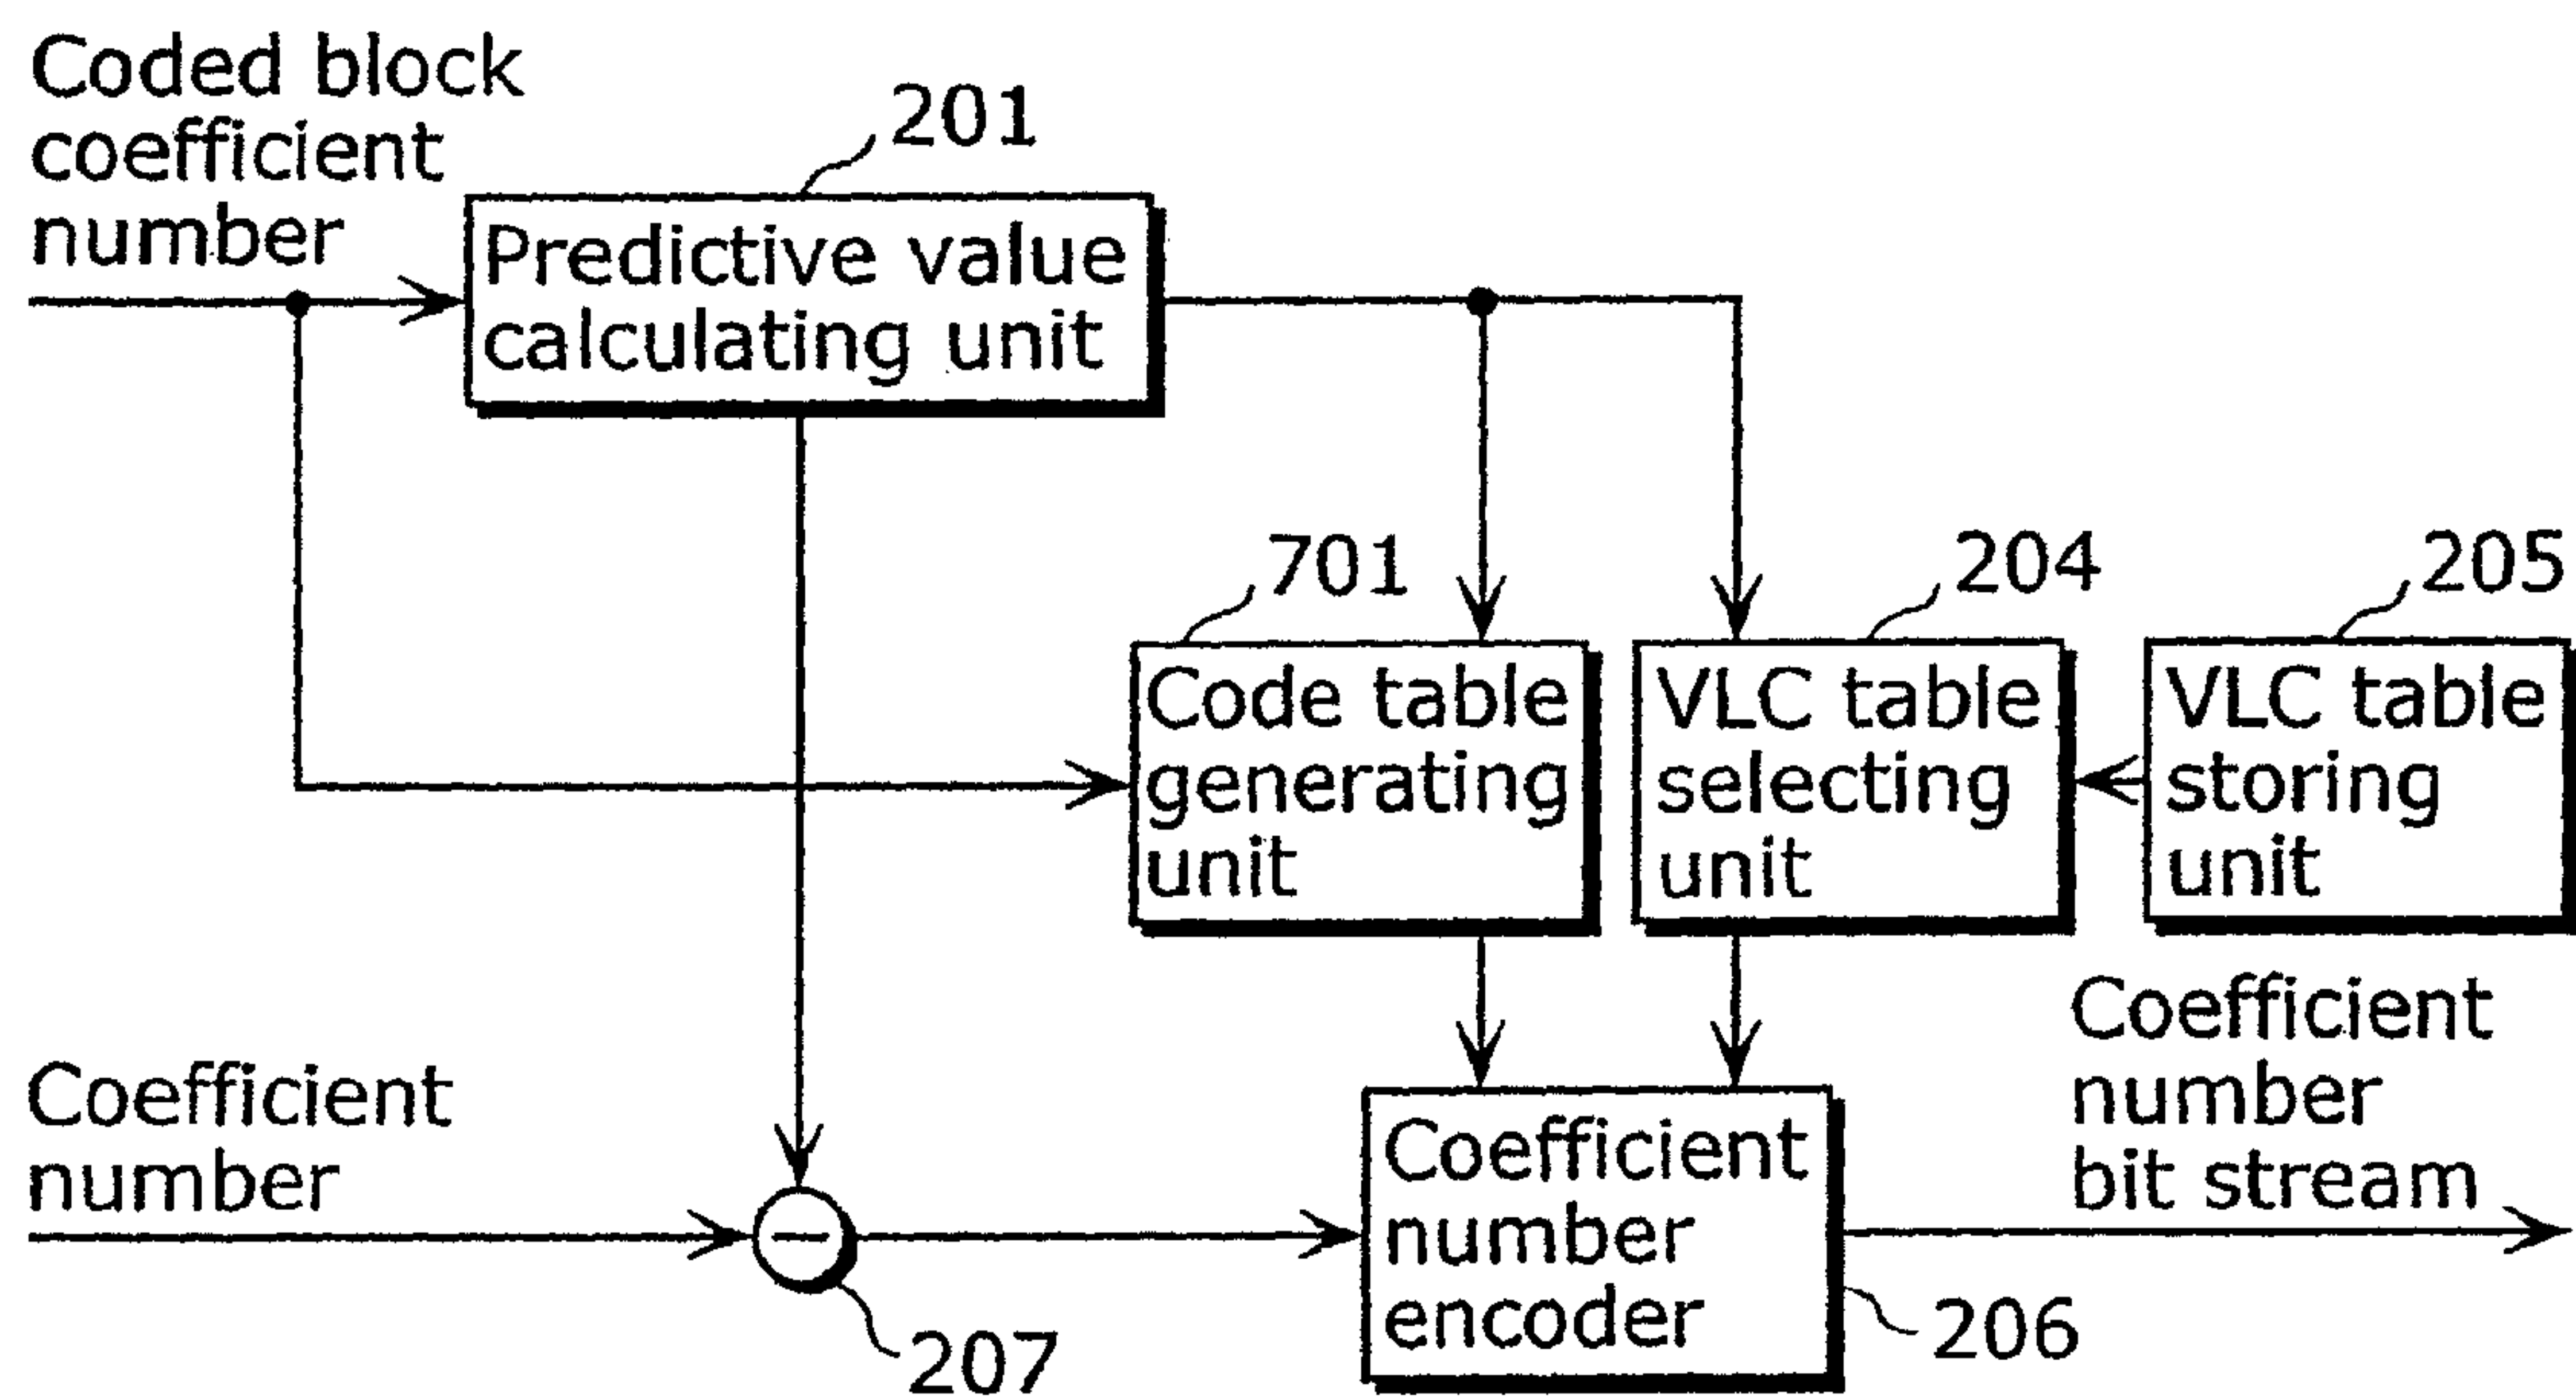 Coded block
coefficient
number
201
Predictive value
calculating unit
701
204
205
Code table
generating
unit
VLC table
selecting
unit
VLC table
storing
unit
Coefficient
number
Coefficient
number
encoder
Coefficient
number
bit stream
207
206